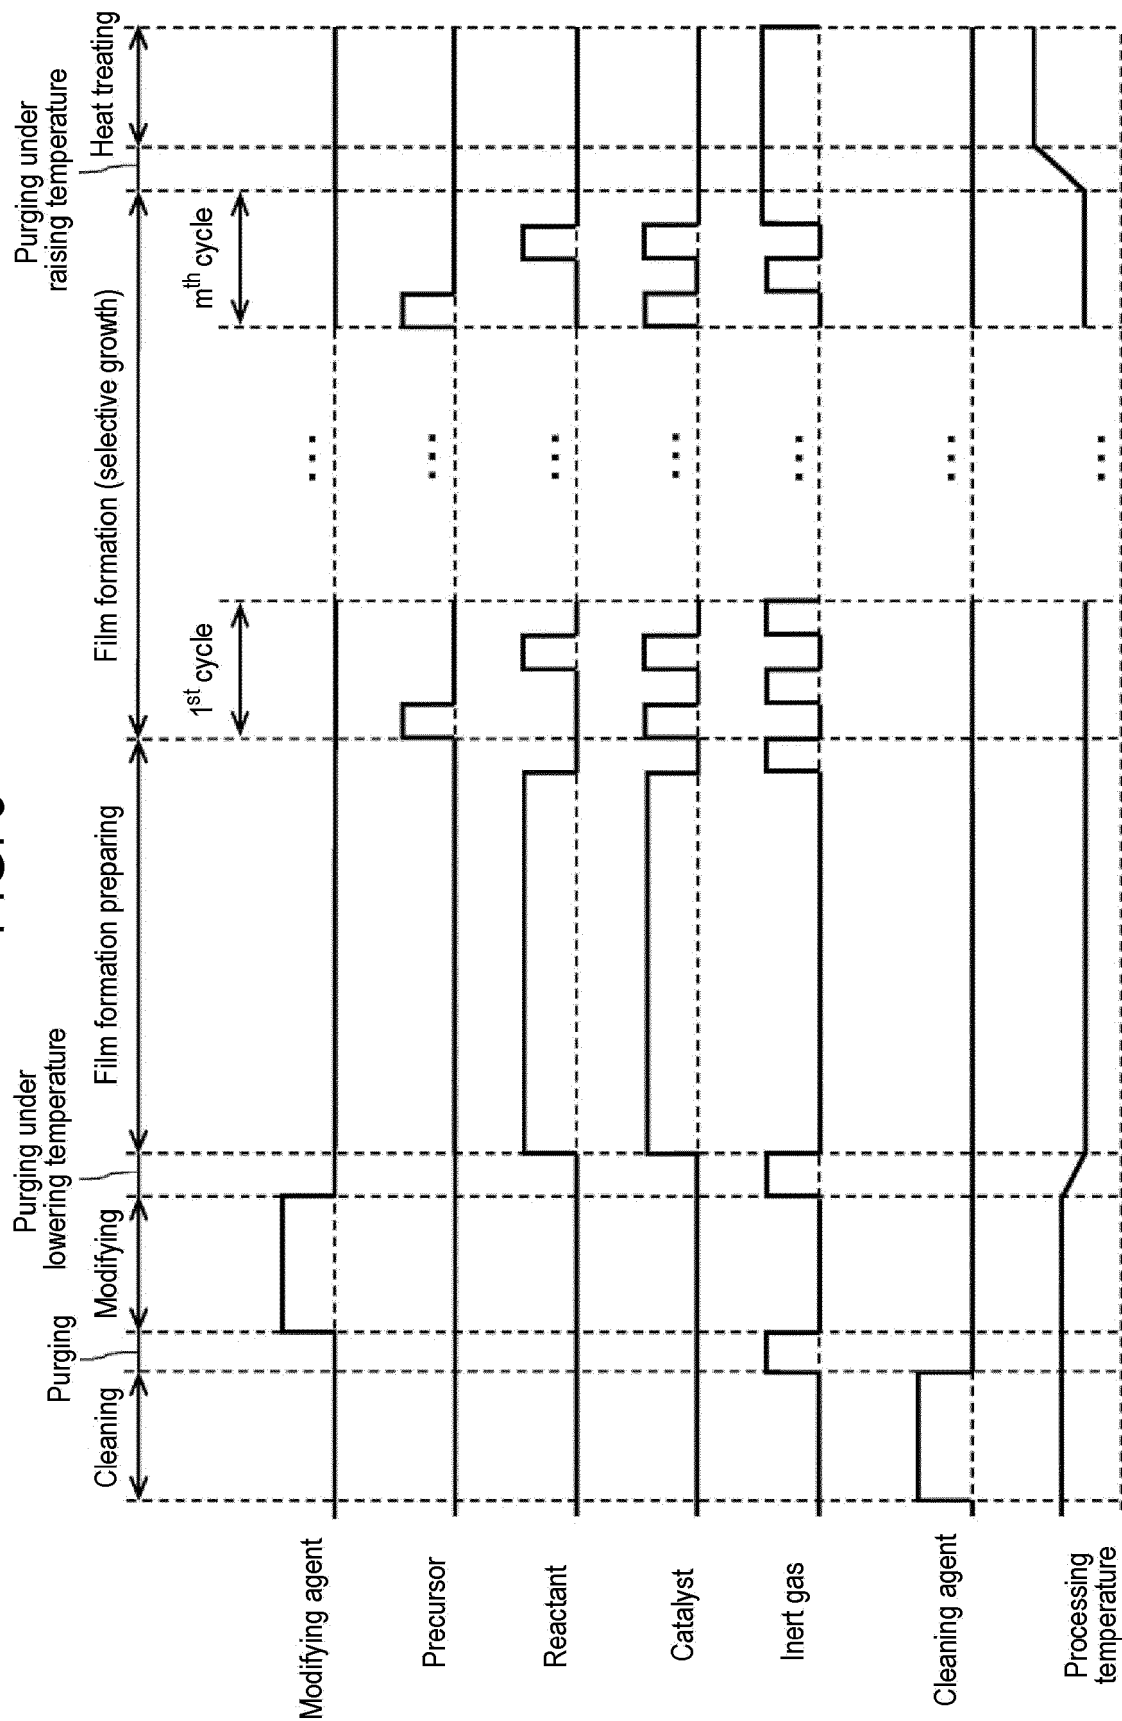 Cleaning
Purging
Modifying
Purging under
lowering temperature
Film formation preparing
Film formation (selective growth)
1st cycle
mth cycle
Purging under
raising temperature
Heat treating
Modifying agent
...
Precursor
...
Reactant
...
Catalyst
...
Inert gas
...
Cleaning agent
...
Processing
temperature
...